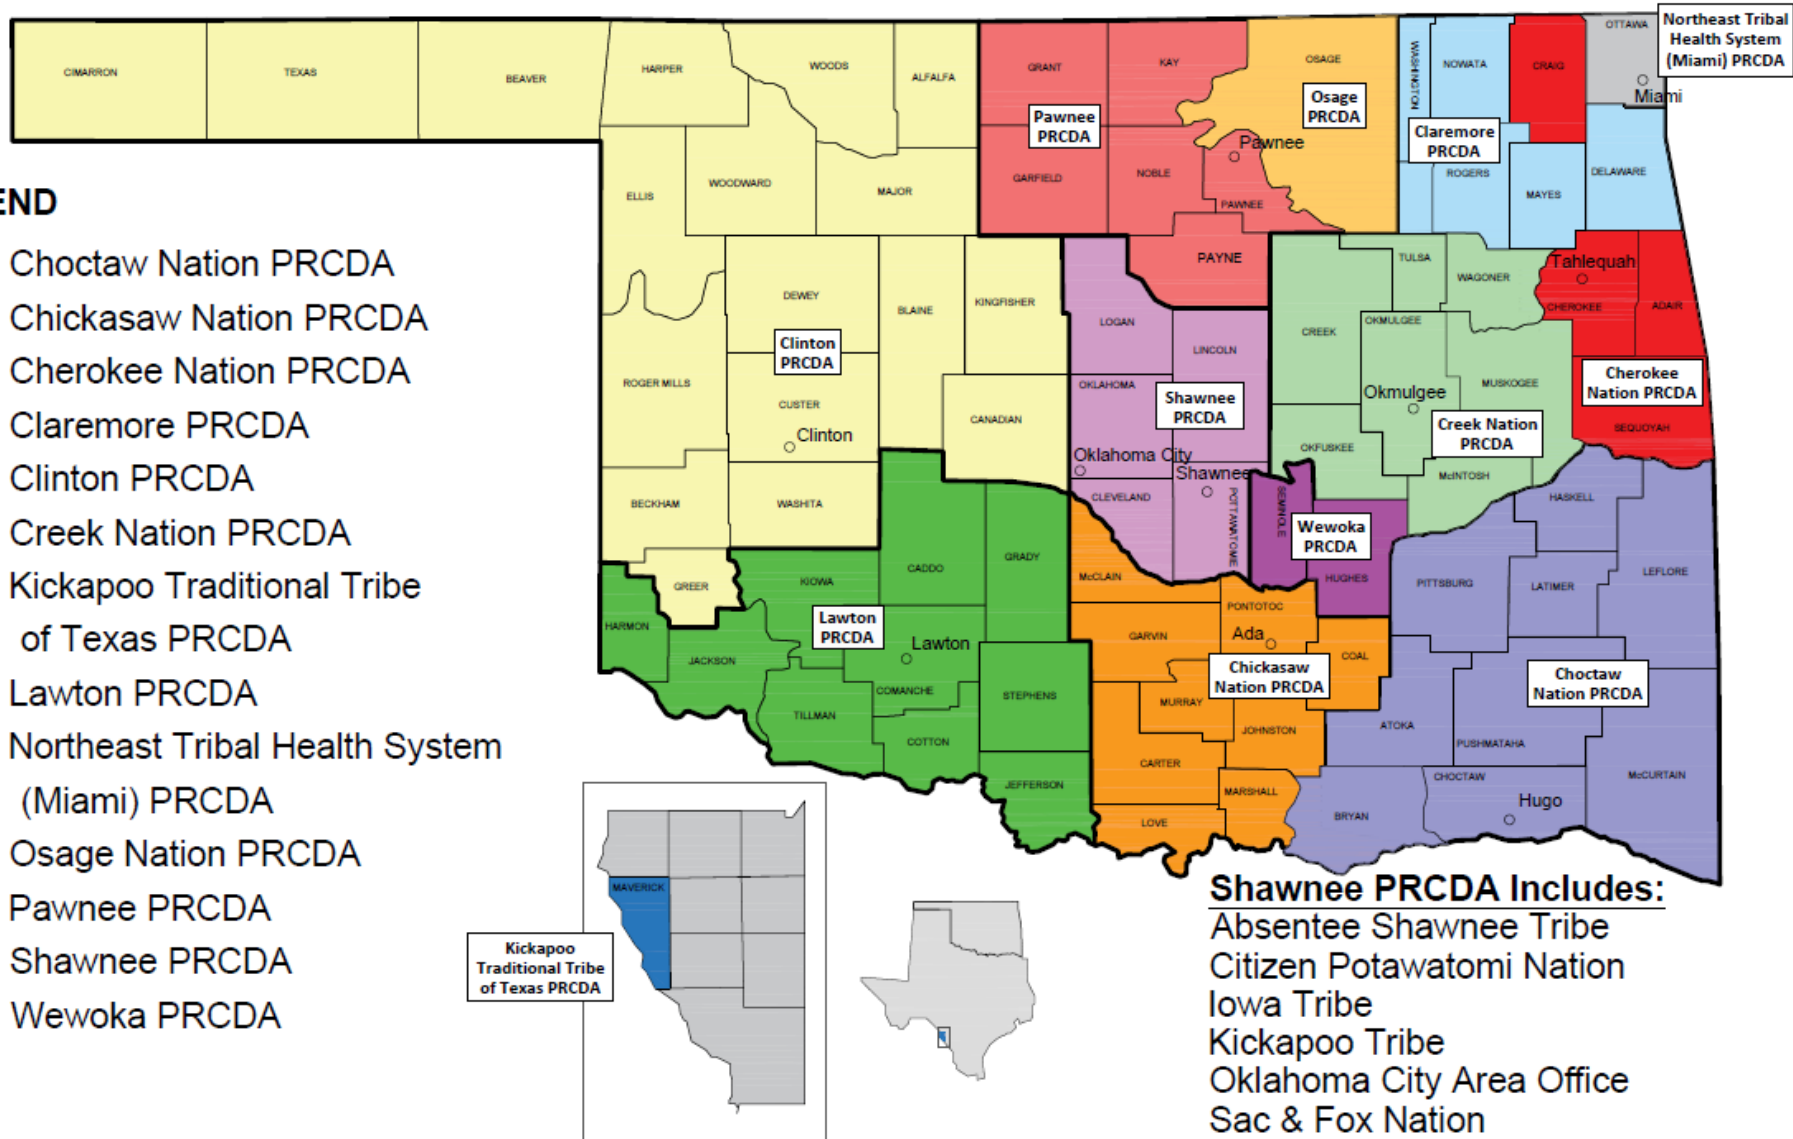 CIMARRON
TEXAS
BEAVER
HARPER
WOODS
ALFALFA
GRANT
KAY
OSAGE
WASHINGTON
NOWATA
CRAIG
OTTAWA
Northeast Tribal
Health System
(Miami) PRCDA
Miami
Pawnee
PRCDA
Osage
PRCDA
Claremore
PRCDA
Pawnee
ELLIS
WOODWARD
MAJOR
GARFIELD
NOBLE
PAWNEE
ROGERS
MAYES
DELAWARE
END
Choctaw Nation PRCDA
Chickasaw Nation PRCDA
Cherokee Nation PRCDA
Claremore PRCDA
Clinton PRCDA
Creek Nation PRCDA
Kickapoo Traditional Tribe
of Texas PRCDA
Lawton PRCDA
Northeast Tribal Health System
(Miami) PRCDA
Osage Nation PRCDA
Pawnee PRCDA
Shawnee PRCDA
Wewoka PRCDA
DEWEY
BLAINE
KINGFISHER
PAYNE
TULSA
WAGONER
Tahlequah
CHEROKEE
ADAIR
LOGAN
LINCOLN
CREEK
OKMULGEE
Clinton
PRCDA
ROGER MILLS
CUSTER
Clinton
CANADIAN
OKLAHOMA
Shawnee
PRCDA
Okmulgee
MUSKOGEE
Cherokee
Nation PRCDA
Creek Nation
PRCDA
SEQUOYAH
Oklahoma City
Shawnee
OKFUSKEE
McINTOSH
BECKHAM
WASHITA
CLEVELAND
POTTAWATOMIE
SEMINOLE
Wewoka
PRCDA
HASKELL
GREER
KIOWA
CADDO
GRADY
McCLAIN
HUGHES
PITTSBURG
LATIMER
LEFLORE
HARMON
JACKSON
Lawton
PRCDA
Lawton
GARVIN
PONTOTOC
Ada
COAL
Chickasaw
Nation PRCDA
Choctaw
Nation PRCDA
COMANCHE
STEPHENS
MURRAY
TILLMAN
COTTON
JOHNSTON
ATOKA
PUSHMATAHA
JEFFERSON
CARTER
MARSHALL
CHOCTAW
McCURTAIN
LOVE
BRYAN
Hugo
MAVERICK
Kickapoo
Traditional Tribe
of Texas PRCDA
Shawnee PRCDA Includes:
Absentee Shawnee Tribe
Citizen Potawatomi Nation
Iowa Tribe
Kickapoo Tribe
Oklahoma City Area Office
Sac & Fox Nation